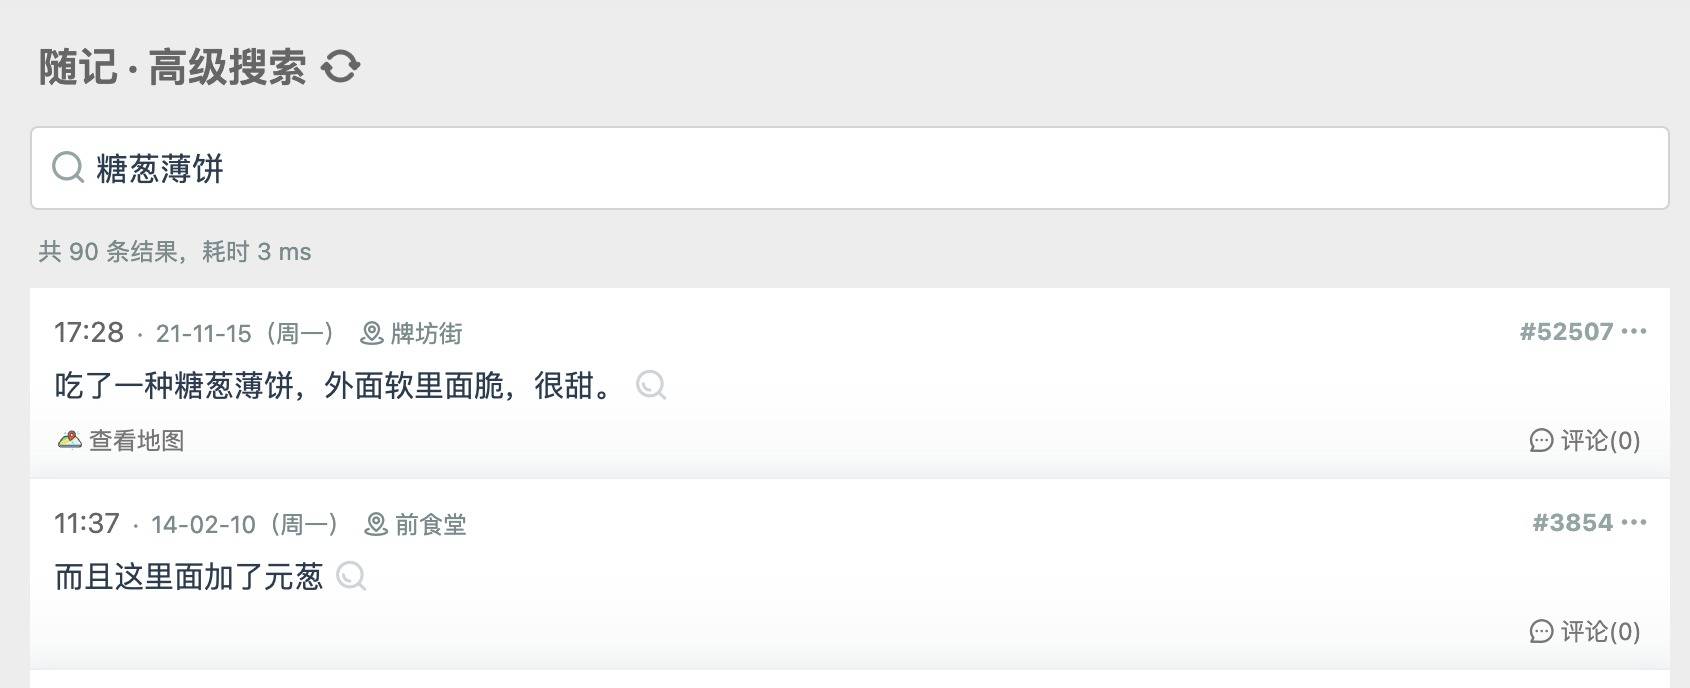 随记 · 高级搜索
糖葱薄饼
共 90 条结果，耗时 3 ms
17:28 · 21-11-15（周一） 牌坊街 #52507 ···
吃了一种糖葱薄饼，外面软里面脆，很甜。
查看地图 评论(0)
11:37 · 14-02-10（周一） 前食堂 #3854 ···
而且这里面加了元葱
评论(0)